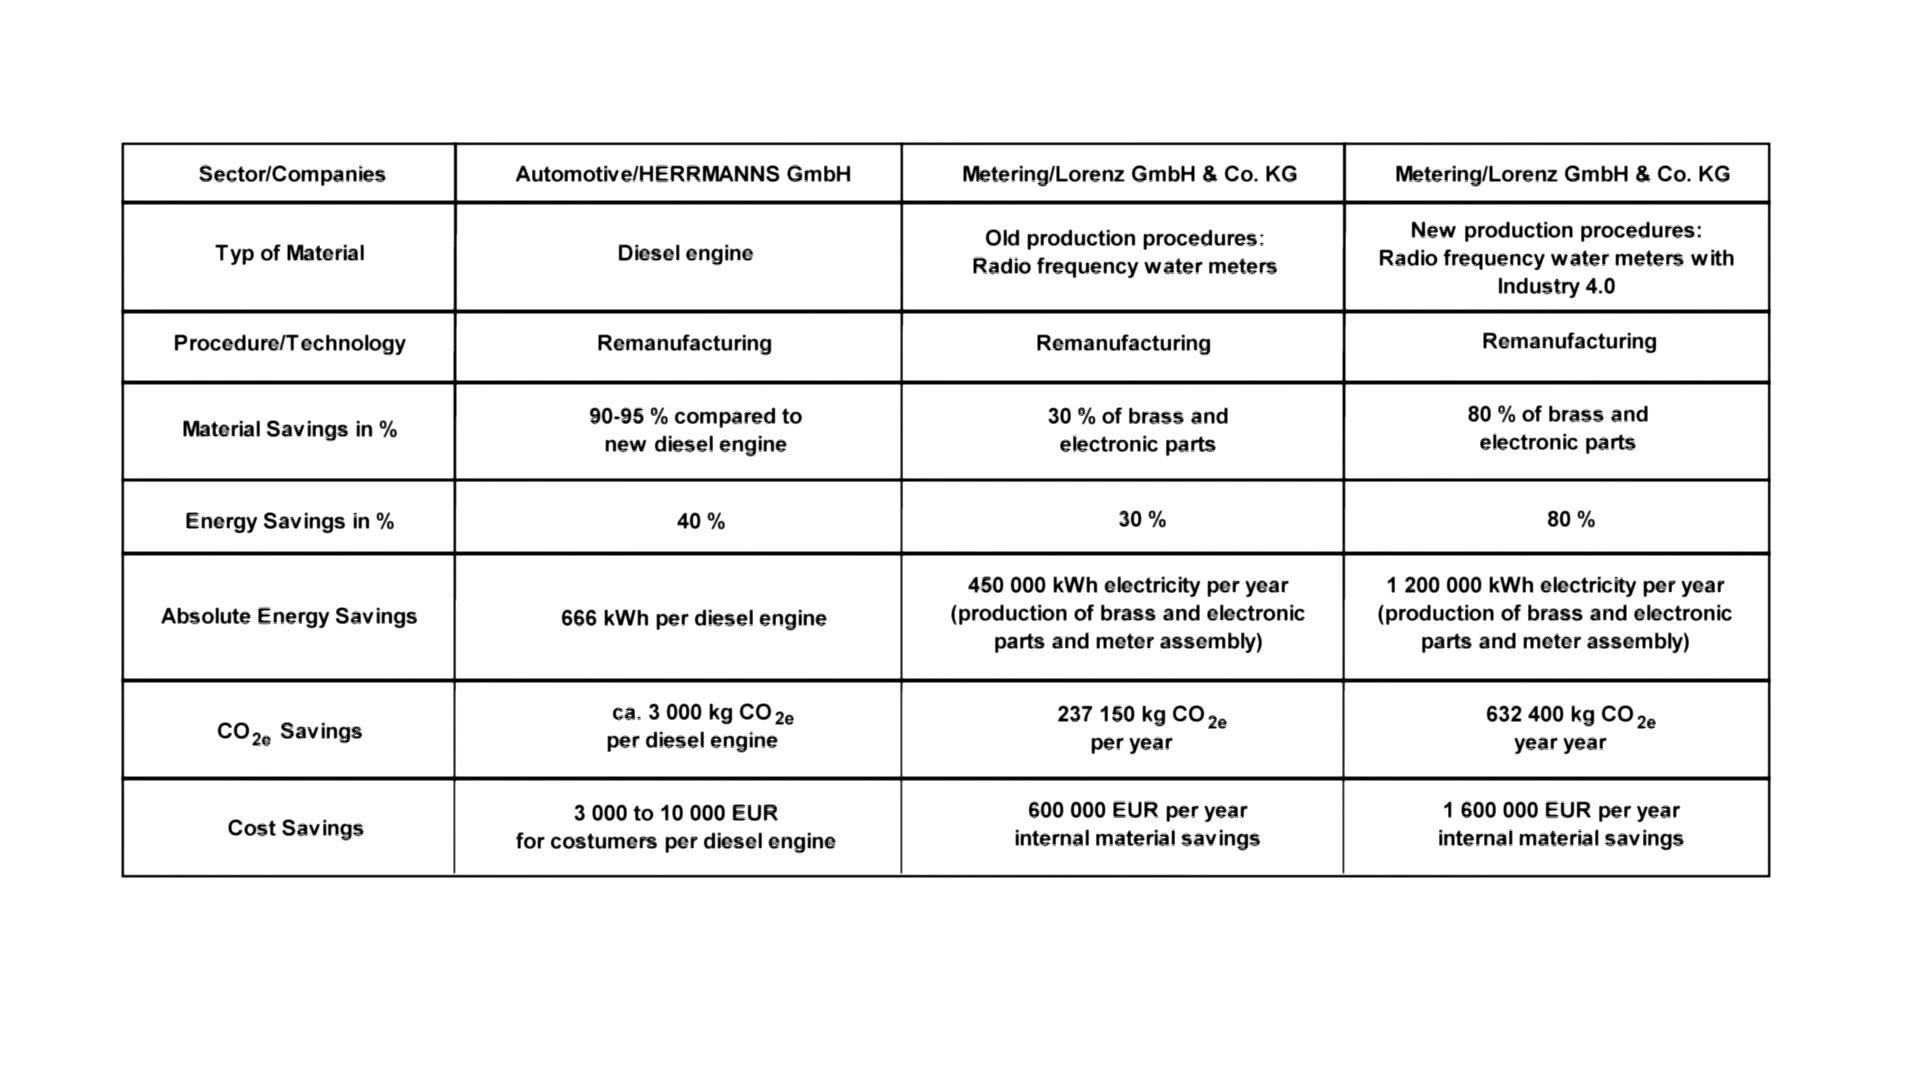 Sector/Companies
Automotive/HERRMANNS GmbH
Metering/Lorenz GmbH & Co. KG
Metering/Lorenz GmbH & Co. KG
Typ of Material
Diesel engine
Old production procedures:
Radio frequency water meters
New production procedures:
Radio frequency water meters with
Industry 4.0
Procedure/Technology
Remanufacturing
Remanufacturing
Remanufacturing
Material Savings in %
90-95 % compared to
new diesel engine
30 % of brass and
electronic parts
80 % of brass and
electronic parts
Energy Savings in %
40 %
30 %
80 %
Absolute Energy Savings
666 kWh per diesel engine
450 000 kWh electricity per year
(production of brass and electronic
parts and meter assembly)
1 200 000 kWh electricity per year
(production of brass and electronic
parts and meter assembly)
CO2e Savings
ca. 3 000 kg CO2e
per diesel engine
237 150 kg CO2e
per year
632 400 kg CO2e
year year
Cost Savings
3 000 to 10 000 EUR
for costumers per diesel engine
600 000 EUR per year
internal material savings
1 600 000 EUR per year
internal material savings